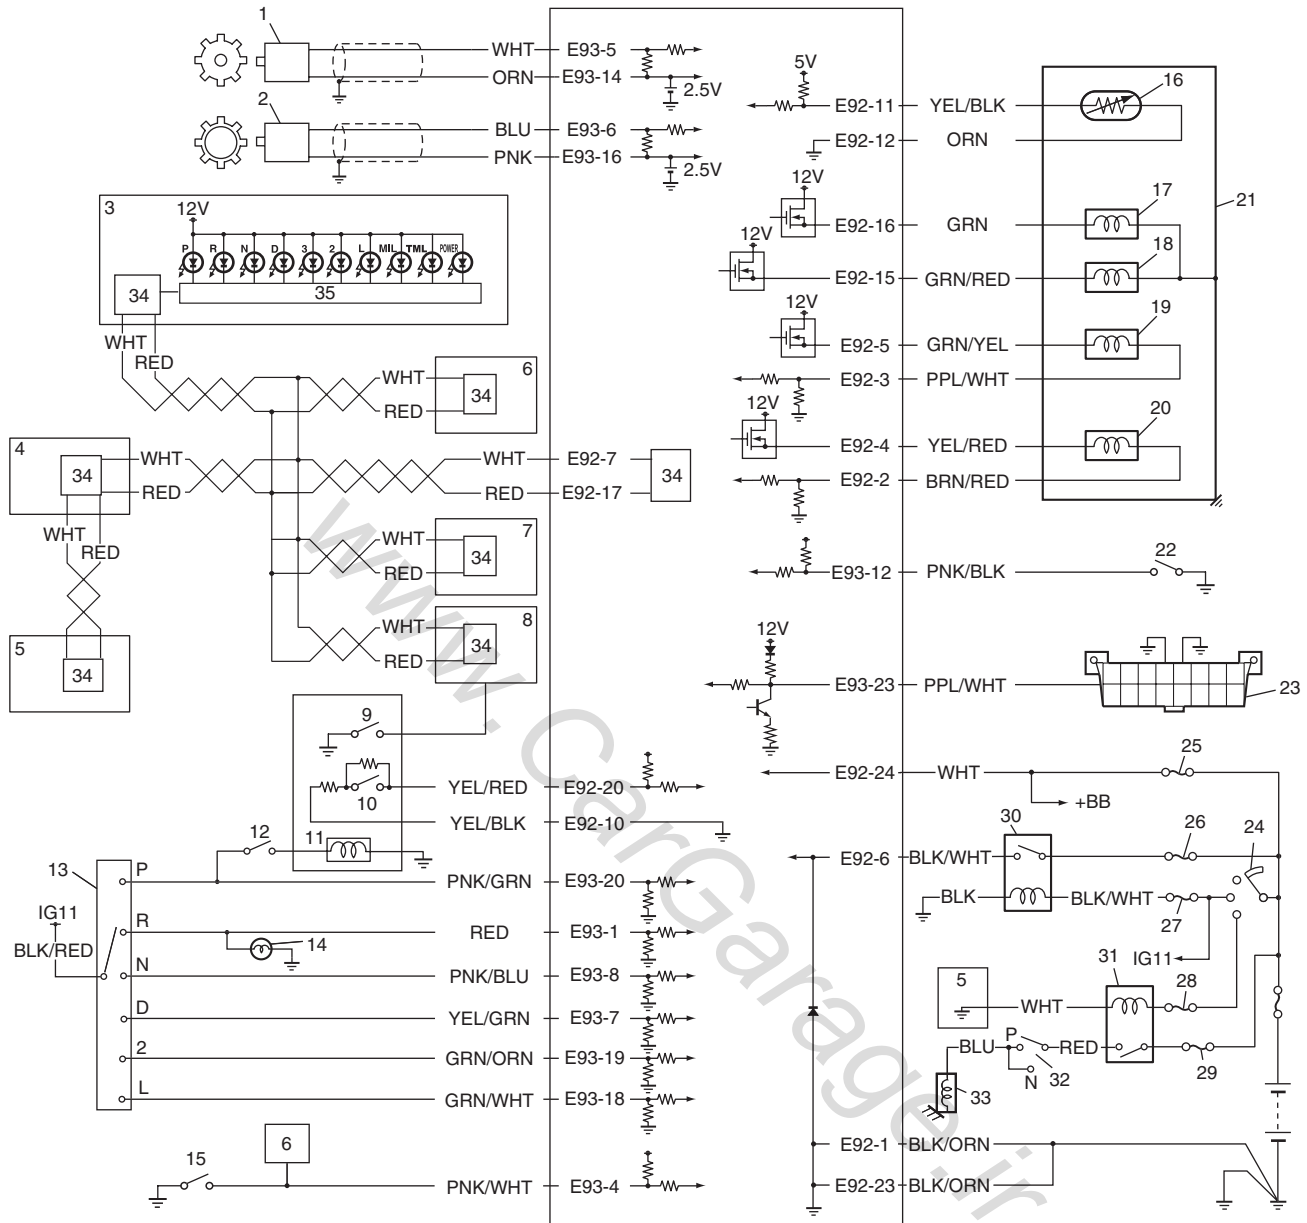 1
WHT E93-5
ORN E93-14
2.5V
2
BLU E93-6
PNK E93-16
2.5V
3
12V
P R N D 3 2 L MIL TML POWER
34
35
WHT
RED
WHT
RED
34
6
4
34
WHT
RED
WHT E92-7
RED E92-17
34
WHT
RED
5
34
WHT
RED
34
7
WHT
RED
34
8
9
10
YEL/RED E92-20
YEL/BLK E92-10
11
12
13
IG11
BLK/RED
P PNK/GRN E93-20
R RED E93-1
14
N PNK/BLU E93-8
D YEL/GRN E93-7
2 GRN/ORN E93-19
L GRN/WHT E93-18
6
15
PNK/WHT E93-4
5V
E92-11 YEL/BLK
16
E92-12 ORN
12V
E92-16 GRN
17
21
12V
E92-15 GRN/RED
18
12V
E92-5 GRN/YEL
19
E92-3 PPL/WHT
12V
E92-4 YEL/RED
20
E92-2 BRN/RED
E93-12 PNK/BLK
22
12V
E93-23 PPL/WHT
23
E92-24 WHT
25
+BB
30
26
24
E92-6 BLK/WHT
BLK
BLK/WHT
27
IG11
31
5
WHT
28
BLU
P
N
32
RED
29
33
E92-1 BLK/ORN
E92-23 BLK/ORN
www.CarGarage.ir